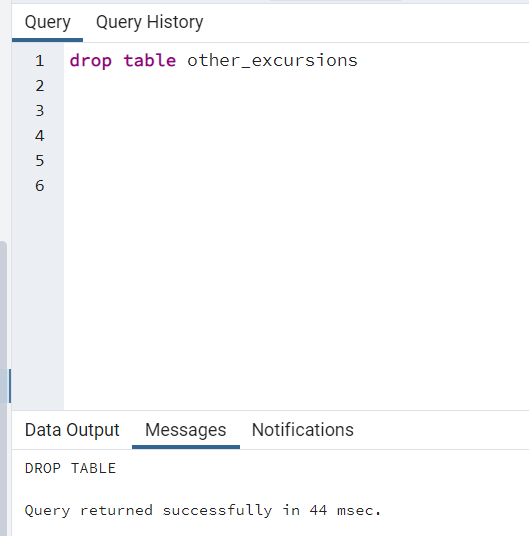 Query Query History
1 drop table other_excursions
2
3
4
5
6
Data Output Messages Notifications
DROP TABLE
Query returned successfully in 44 msec.